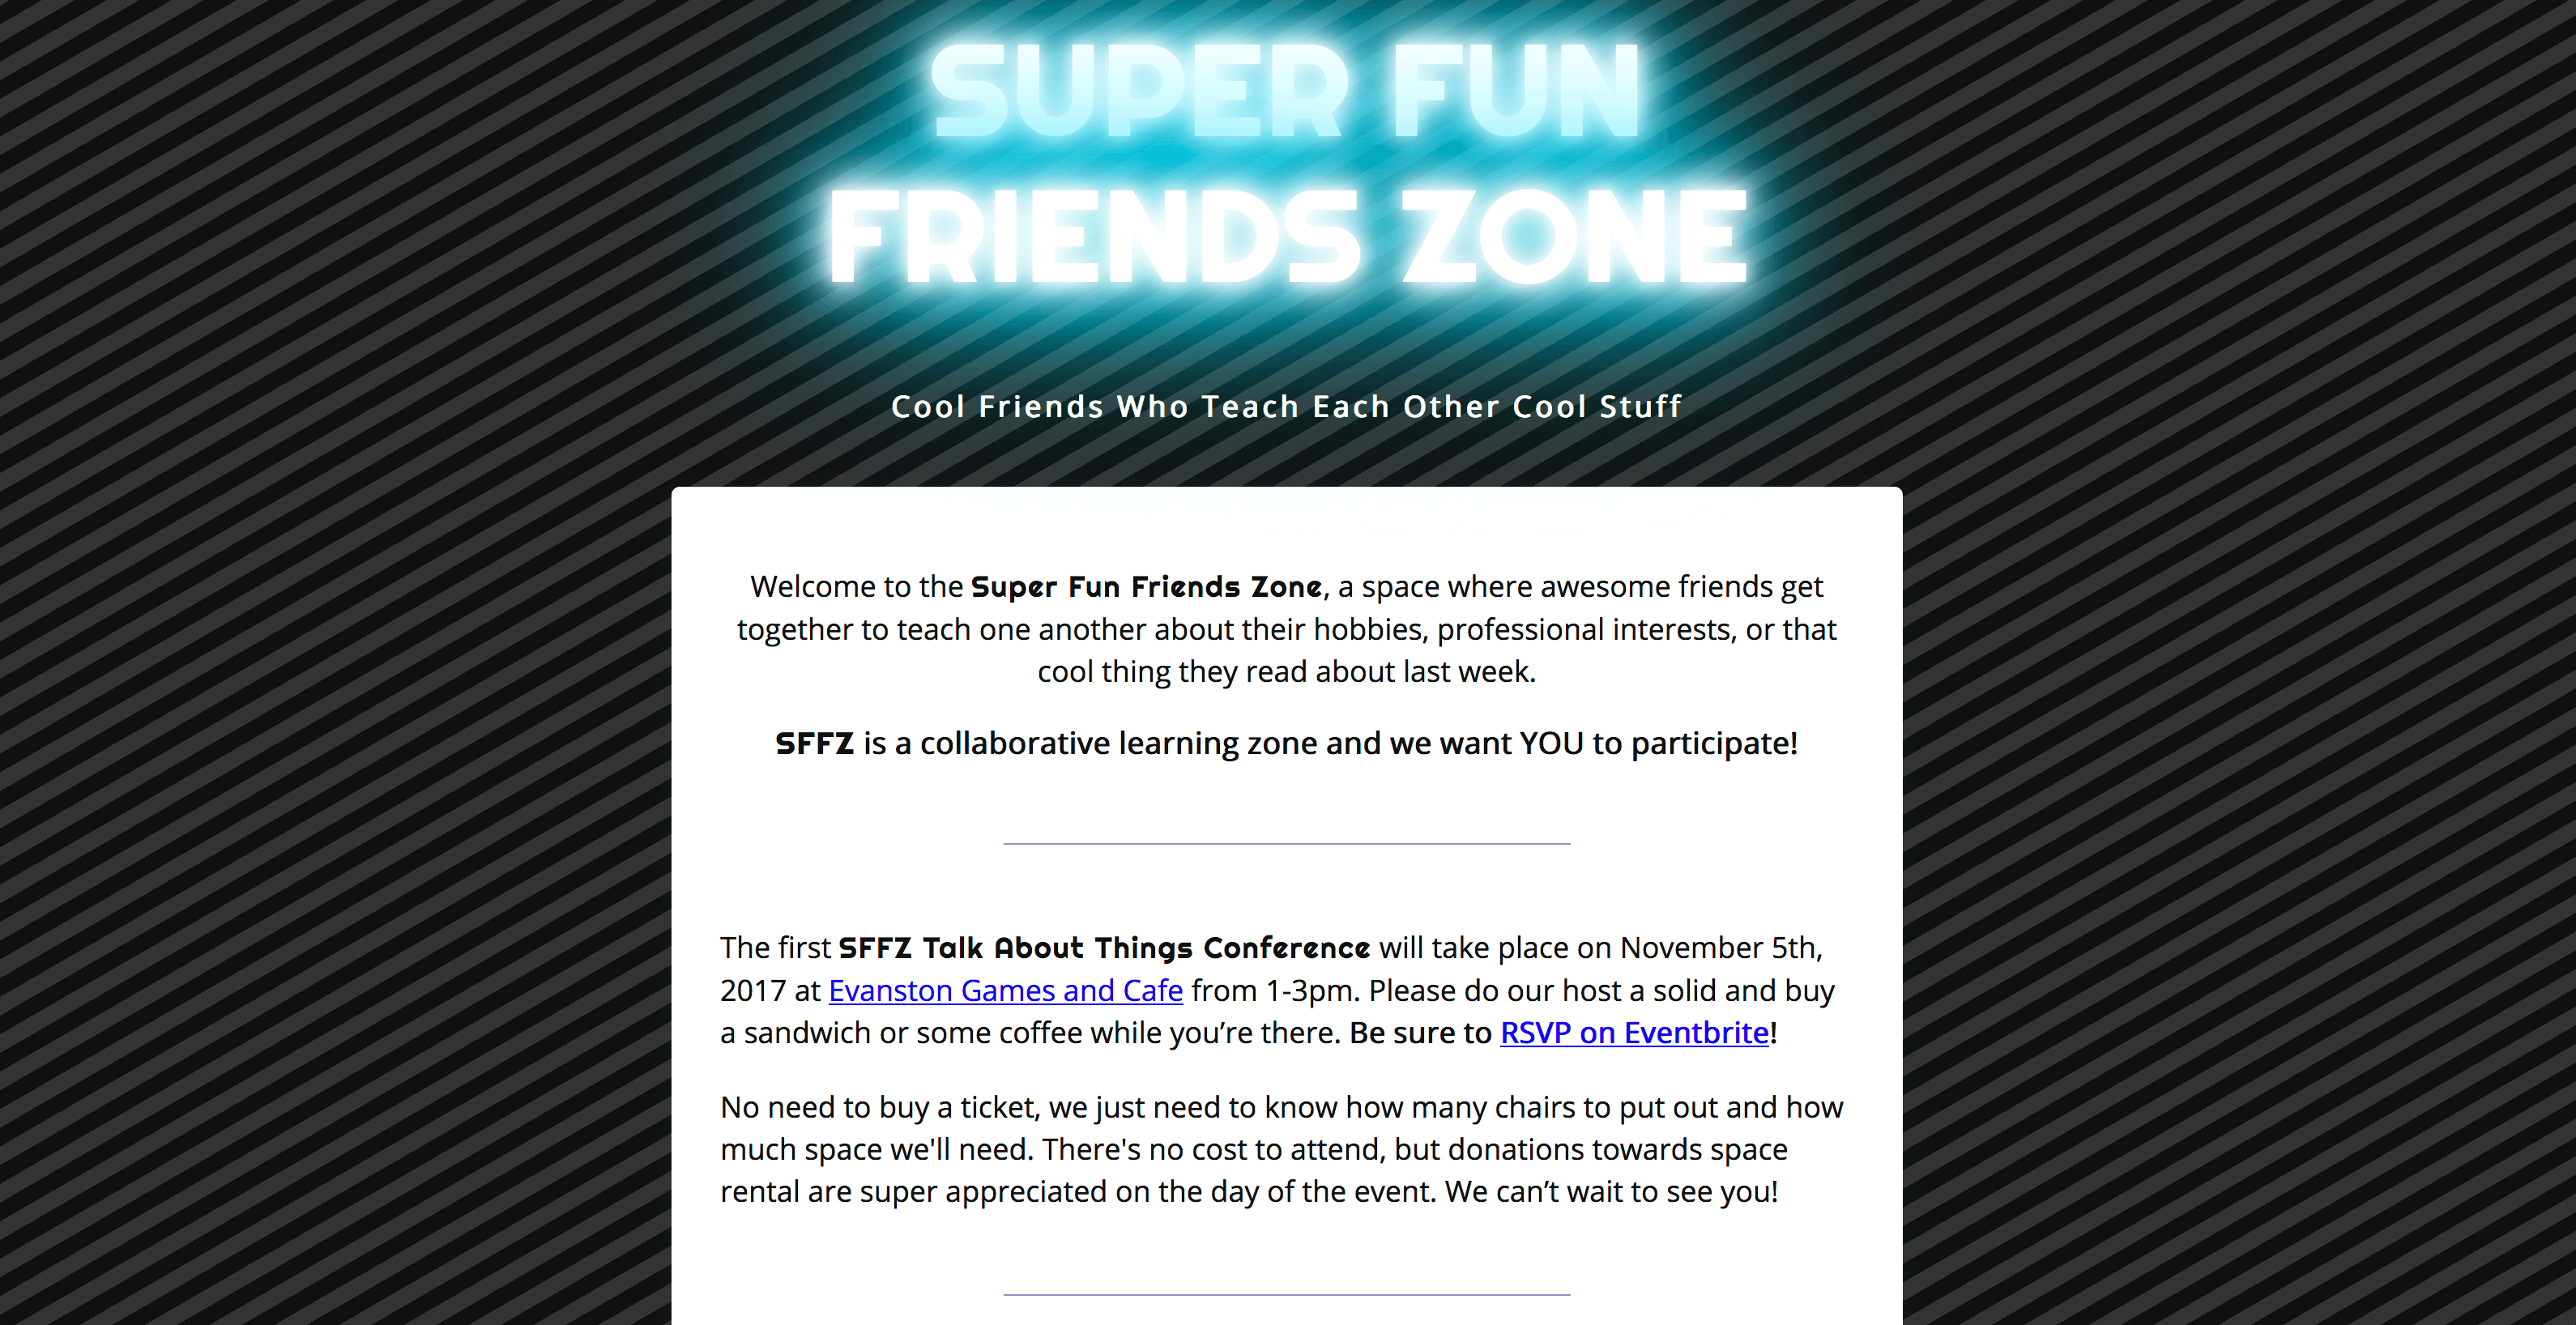 SUPER FUN
FRIENDS ZONE
Cool Friends Who Teach Each Other Cool Stuff
Welcome to the Super Fun Friends Zone, a space where awesome friends get
together to teach one another about their hobbies, professional interests, or that
cool thing they read about last week.
SFFZ is a collaborative learning zone and we want YOU to participate!
The first SFFZ Talk About Things Conference will take place on November 5th,
2017 at Evanston Games and Cafe from 1-3pm. Please do our host a solid and buy
a sandwich or some coffee while you’re there. Be sure to RSVP on Eventbrite!
No need to buy a ticket, we just need to know how many chairs to put out and how
much space we'll need. There's no cost to attend, but donations towards space
rental are super appreciated on the day of the event. We can’t wait to see you!